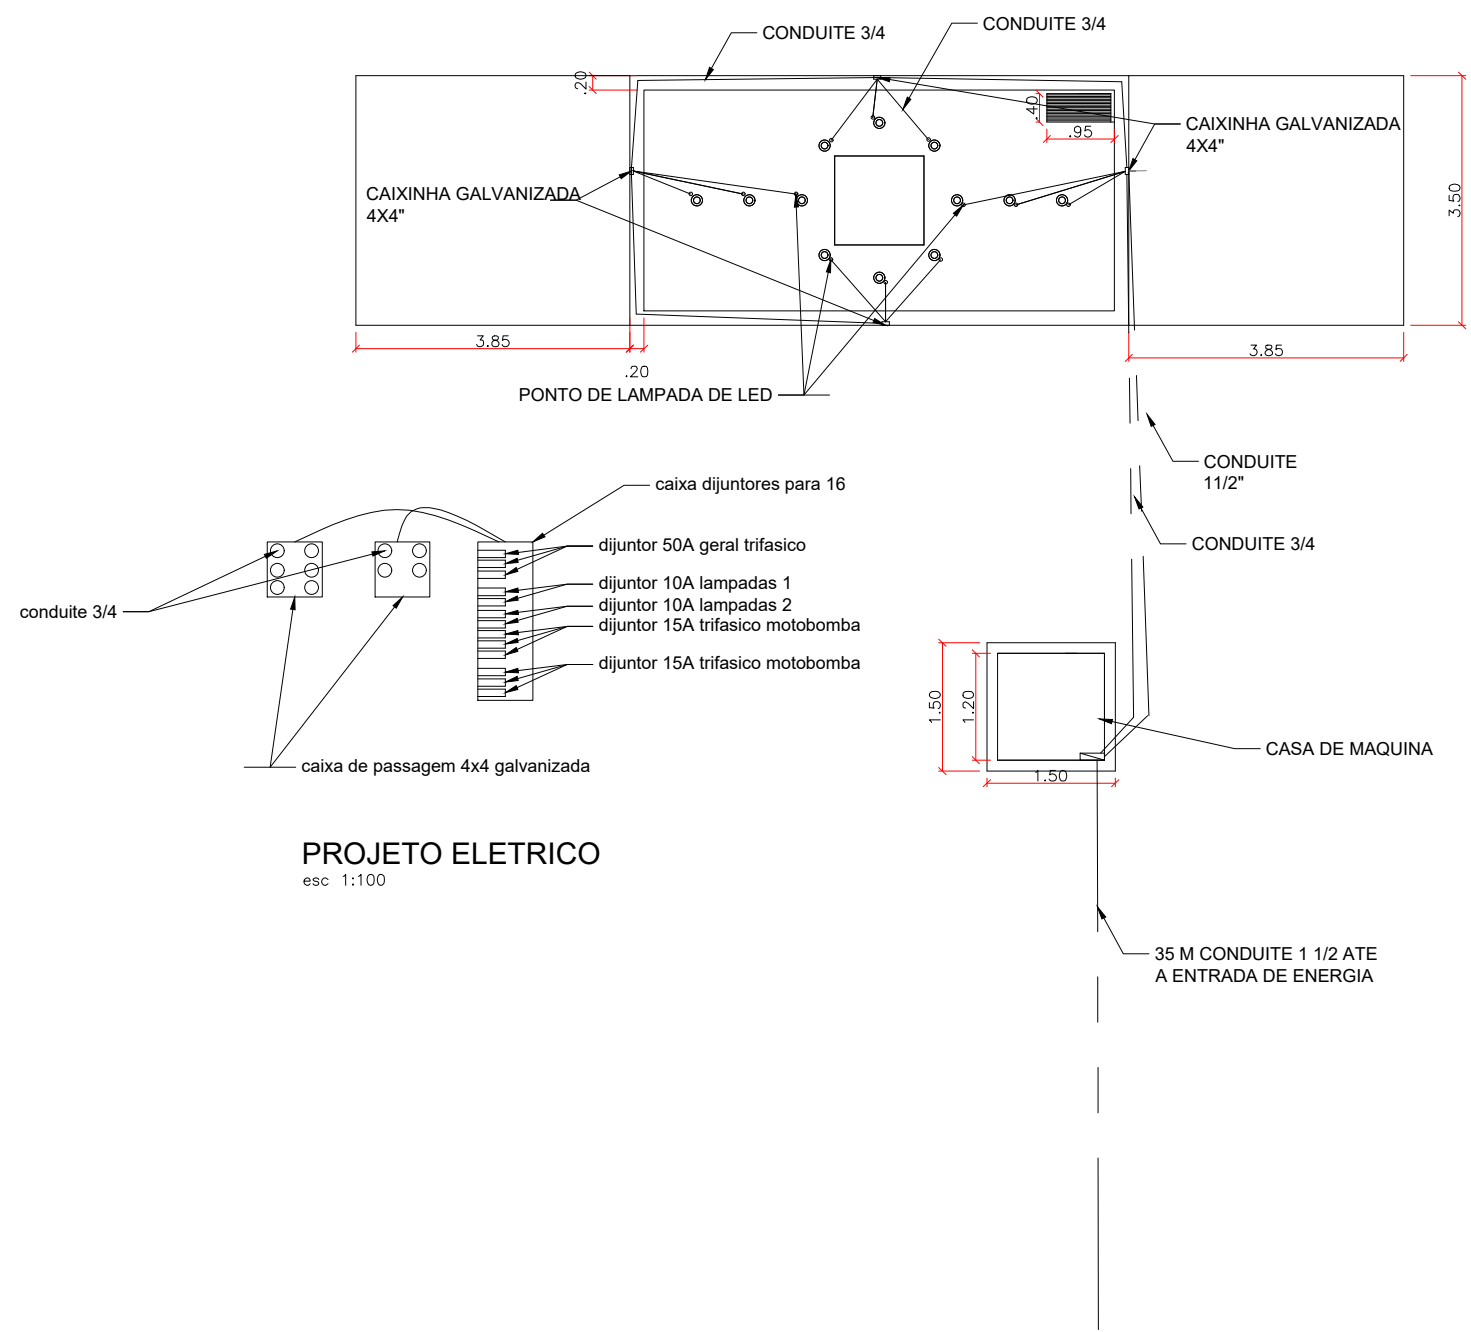 CONDUITE 3/4
CONDUITE 3/4
.20
.40
.95
CAIXINHA GALVANIZADA
4X4"
3.50
CAIXINHA GALVANIZADA
4X4"
3.85
.20
3.85
PONTO DE LAMPADA DE LED
CONDUITE
11/2"
CONDUITE 3/4
caixa dijuntores para 16
dijuntor 50A geral trifasico
dijuntor 10A lampadas 1
dijuntor 10A lampadas 2
dijuntor 15A trifasico motobomba
dijuntor 15A trifasico motobomba
conduite 3/4
caixa de passagem 4x4 galvanizada
1.50
1.20
1.50
CASA DE MAQUINA
PROJETO ELETRICO
esc 1:100
35 M CONDUITE 1 1/2 ATE
A ENTRADA DE ENERGIA